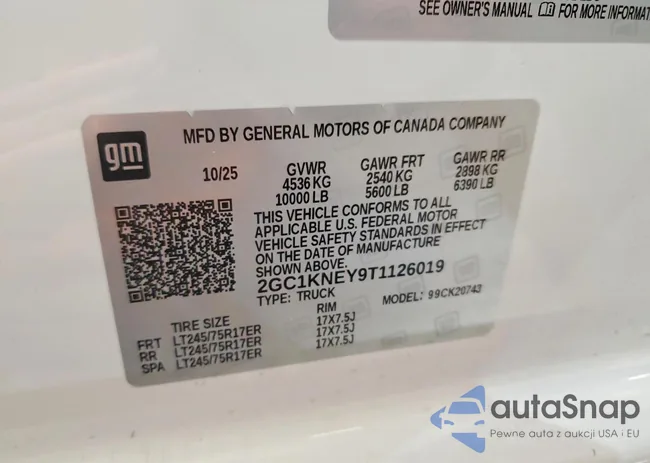 SEE OWNER'S MANUAL FOR MORE INFORMAT
gm
MFD BY GENERAL MOTORS OF CANADA COMPANY
10/25 GVWR GAWR FRT GAWR RR
4536 KG 2540 KG 2898 KG
10000 LB 5600 LB 6390 LB
THIS VEHICLE CONFORMS TO ALL
APPLICABLE U.S. FEDERAL MOTOR
VEHICLE SAFETY STANDARDS IN EFFECT
ON THE DATE OF MANUFACTURE
SHOWN ABOVE.
2GC1KNEY9T1126019
TYPE: TRUCK MODEL: 99CK20743
TIRE SIZE RIM
FRT LT245/75R17ER 17X7.5J
RR LT245/75R17ER 17X7.5J
SPA LT245/75R17ER 17X7.5J
autaSnap
Pewne auta z aukcji USA i EU